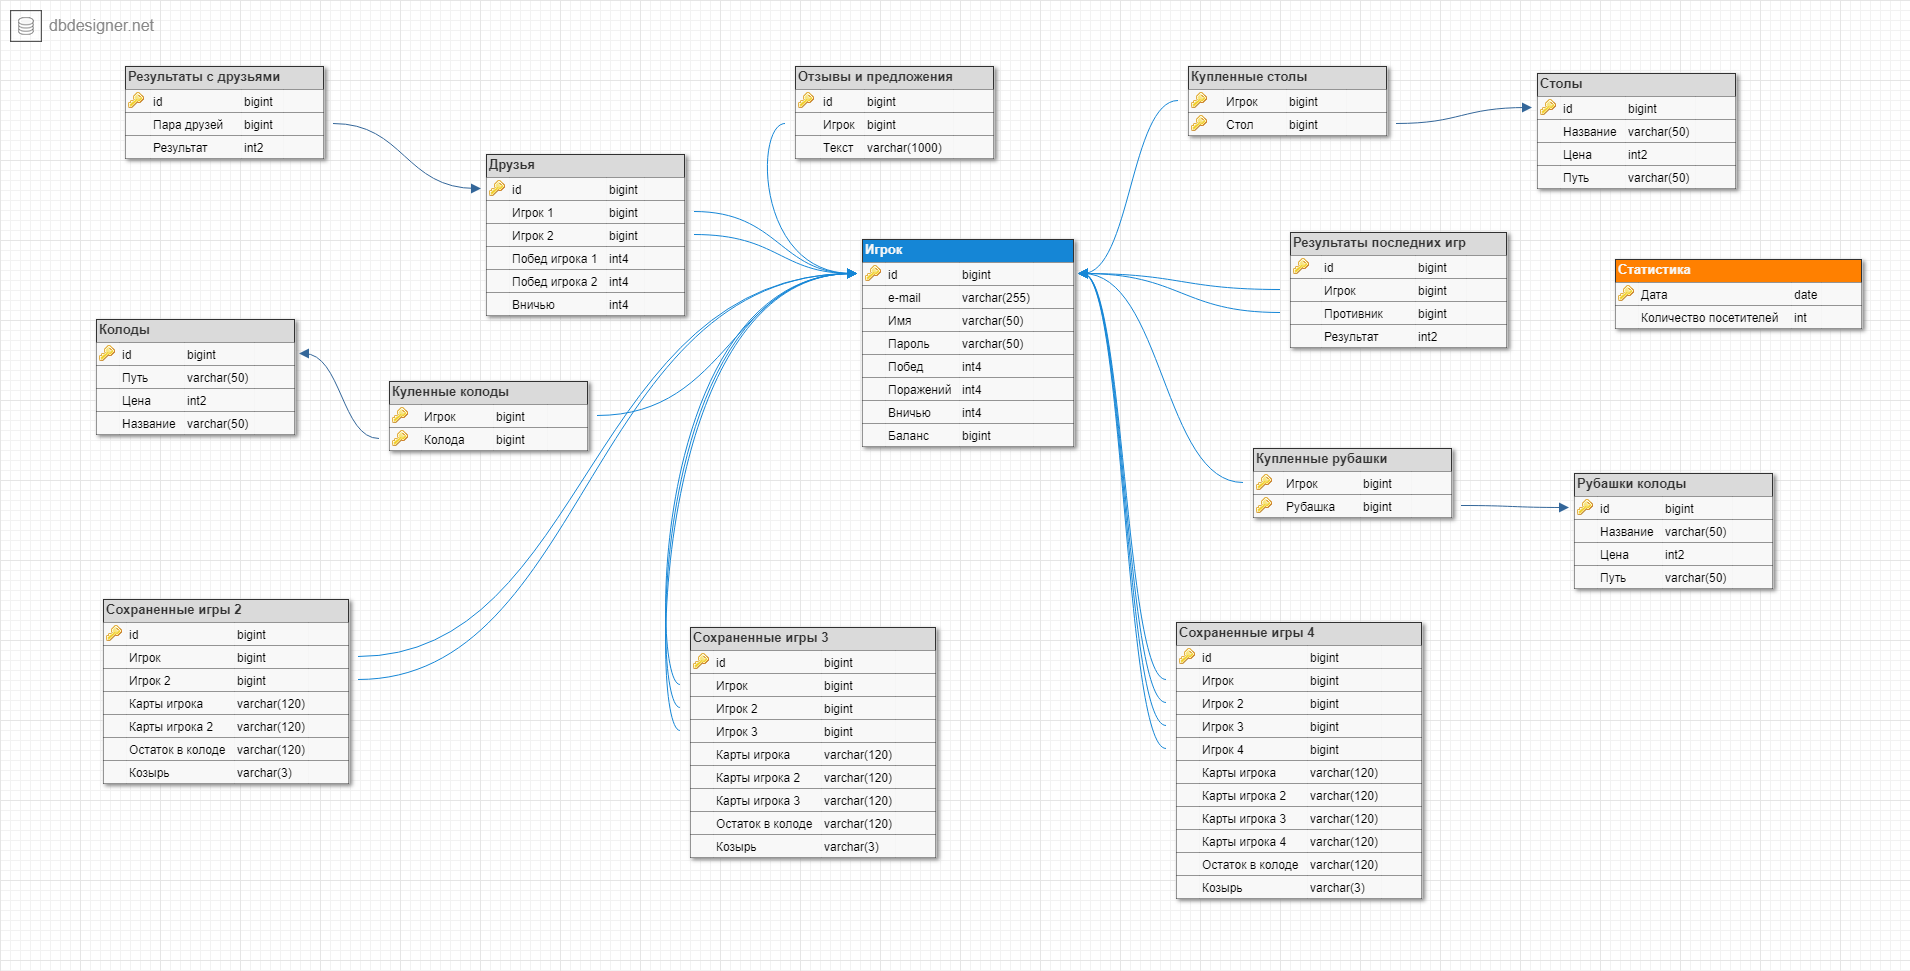 dbdesigner.net
Результаты с друзьями
id bigint
Пара друзей bigint
Результат int2
Друзья
id bigint
Игрок 1 bigint
Игрок 2 bigint
Побед игрока 1 int4
Побед игрока 2 int4
Вничью int4
Отзывы и предложения
id bigint
Игрок bigint
Текст varchar(1000)
Купленные столы
Игрок bigint
Стол bigint
Столы
id bigint
Название varchar(50)
Цена int2
Путь varchar(50)
Игрок
id bigint
e-mail varchar(255)
Имя varchar(50)
Пароль varchar(50)
Побед int4
Поражений int4
Вничью int4
Баланс bigint
Результаты последних игр
id bigint
Игрок bigint
Противник bigint
Результат int2
Статистика
Дата date
Количество посетителей int
Колоды
id bigint
Путь varchar(50)
Цена int2
Название varchar(50)
Куленные колоды
Игрок bigint
Колода bigint
Купленные рубашки
Игрок bigint
Рубашка bigint
Рубашки колоды
id bigint
Название varchar(50)
Цена int2
Путь varchar(50)
Сохраненные игры 2
id bigint
Игрок bigint
Игрок 2 bigint
Карты игрока varchar(120)
Карты игрока 2 varchar(120)
Остаток в колоде varchar(120)
Козырь varchar(3)
Сохраненные игры 3
id bigint
Игрок bigint
Игрок 2 bigint
Игрок 3 bigint
Карты игрока varchar(120)
Карты игрока 2 varchar(120)
Карты игрока 3 varchar(120)
Остаток в колоде varchar(120)
Козырь varchar(3)
Сохраненные игры 4
id bigint
Игрок bigint
Игрок 2 bigint
Игрок 3 bigint
Игрок 4 bigint
Карты игрока varchar(120)
Карты игрока 2 varchar(120)
Карты игрока 3 varchar(120)
Карты игрока 4 varchar(120)
Остаток в колоде varchar(120)
Козырь varchar(3)